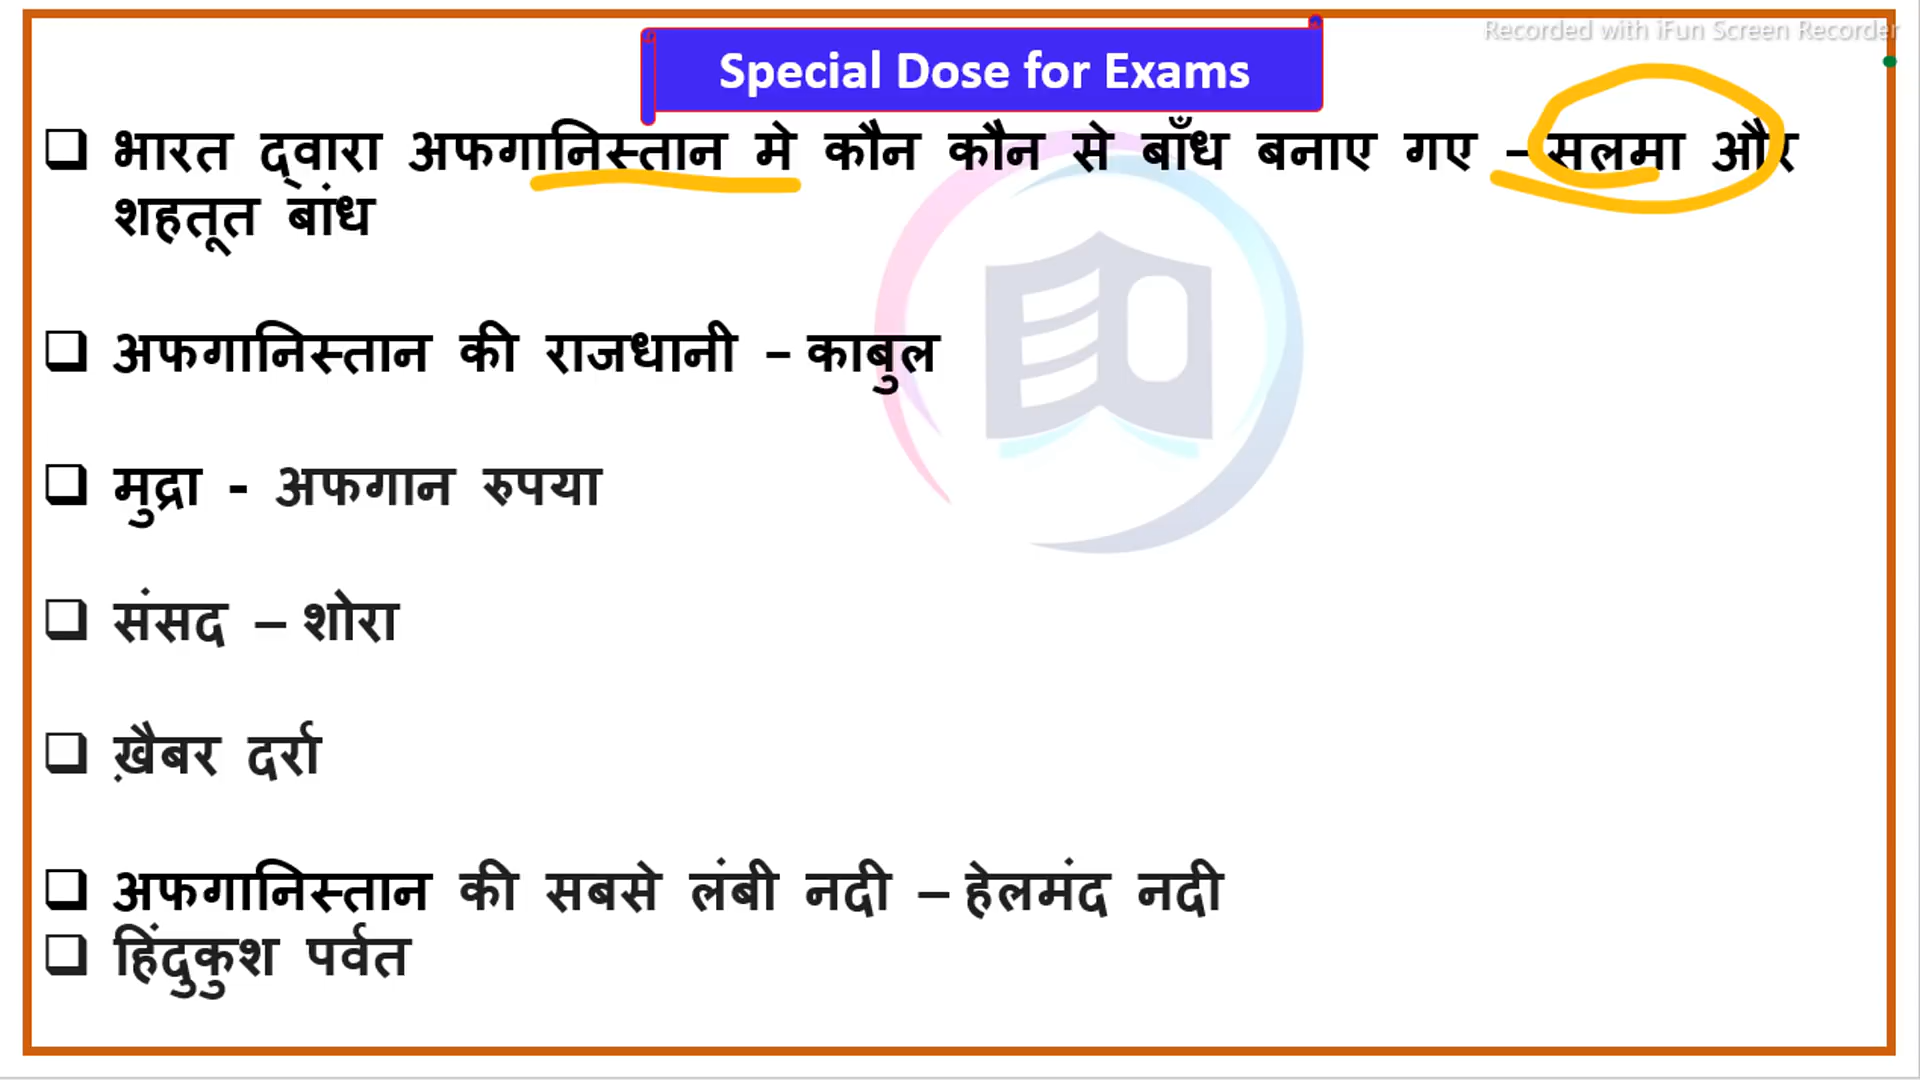 Recorded with iFun Screen Recorder
Special Dose for Exams
भारत द्वारा अफगानिस्तान मे कौन कौन से बाँध बनाए गए – सलमा और
शहतूत बांध
अफगानिस्तान की राजधानी – काबुल
मुद्रा - अफगान रुपया
संसद – शोरा
ख़ैबर दर्रा
अफगानिस्तान की सबसे लंबी नदी – हेलमंद नदी
हिंदुकुश पर्वत